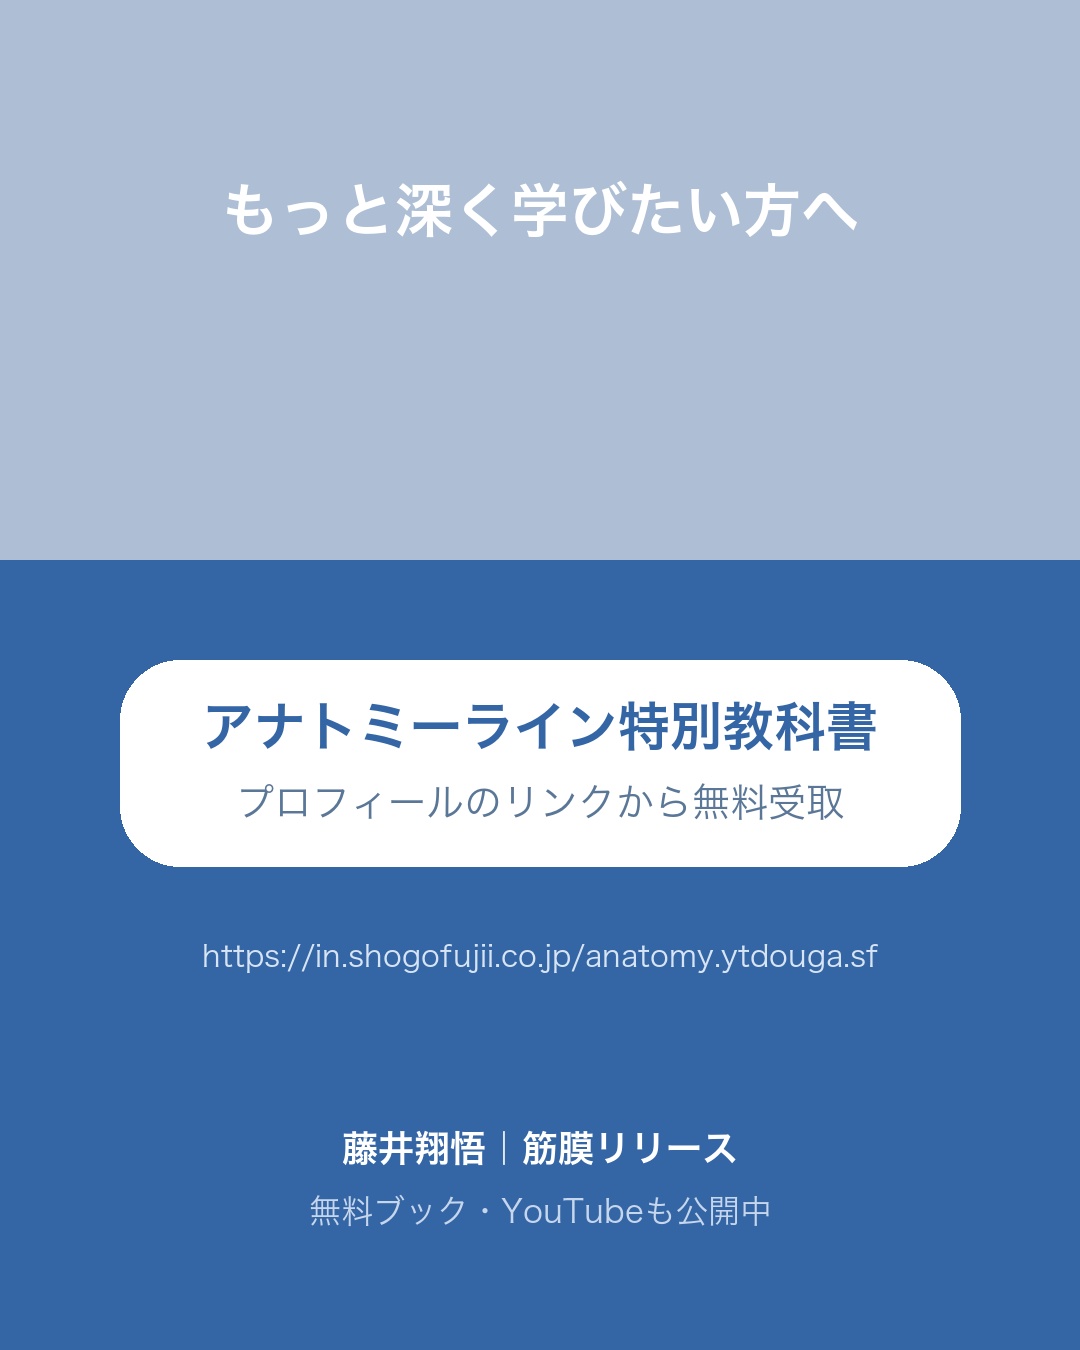 もっと深く学びたい方へ
アナトミーライン特別教科書
プロフィールのリンクから無料受取
https://in.shogofujii.co.jp/anatomy.ytdouga.sf
藤井翔悟｜筋膜リリース
無料ブック・YouTubeも公開中